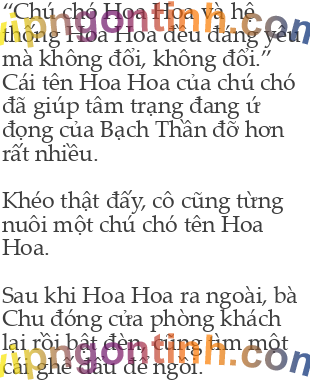 “Chú chó Hoa Hoa và hệ
thống Hoa Hoa đều đáng yêu
mà không đổi, không đổi.”
Cái tên Hoa Hoa của chú chó
đã giúp tâm trạng đang ứ
đọng của Bạch Thần đỡ hơn
rất nhiều.
Khéo thật đấy, cô cũng từng
nuôi một chú chó tên Hoa
Hoa.
Sau khi Hoa Hoa ra ngoài, bà
Chu đóng cửa phòng khách
lại rồi bật đèn, cũng tìm một
cái ghế đẩu để ngồi.
vipngontinh.com
vipngontinh.com